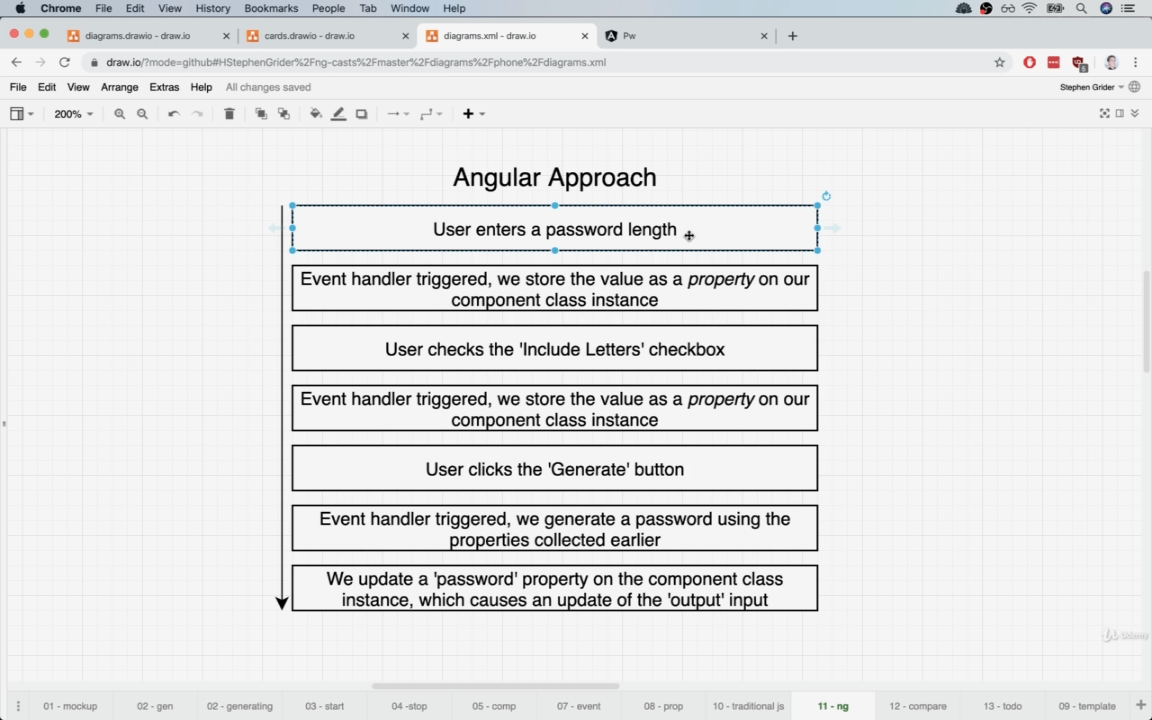 Chrome File Edit View History Bookmarks People Tab Window Help
diagrams.drawio - draw.io
cards.drawio - draw.io
diagrams.xml - draw.io
Pw
draw.io/?mode=github#HStephenGrider%2Fng-casts%2Fmaster%2Fdiagrams%2Fphone%2Fdiagrams.xml
File Edit View Arrange Extras Help All changes saved
Stephen Grider
200%
Angular Approach
User enters a password length
Event handler triggered, we store the value as a property on our
component class instance
User checks the 'Include Letters' checkbox
Event handler triggered, we store the value as a property on our
component class instance
User clicks the 'Generate' button
Event handler triggered, we generate a password using the
properties collected earlier
We update a 'password' property on the component class
instance, which causes an update of the 'output' input
Udemy
01 - mockup 02 - gen 02 - generating 03 - start 04 -stop 05 - comp 07 - event 08 - prop 10 - traditional js 11 - ng 12 - compare 13 - todo 09 - template